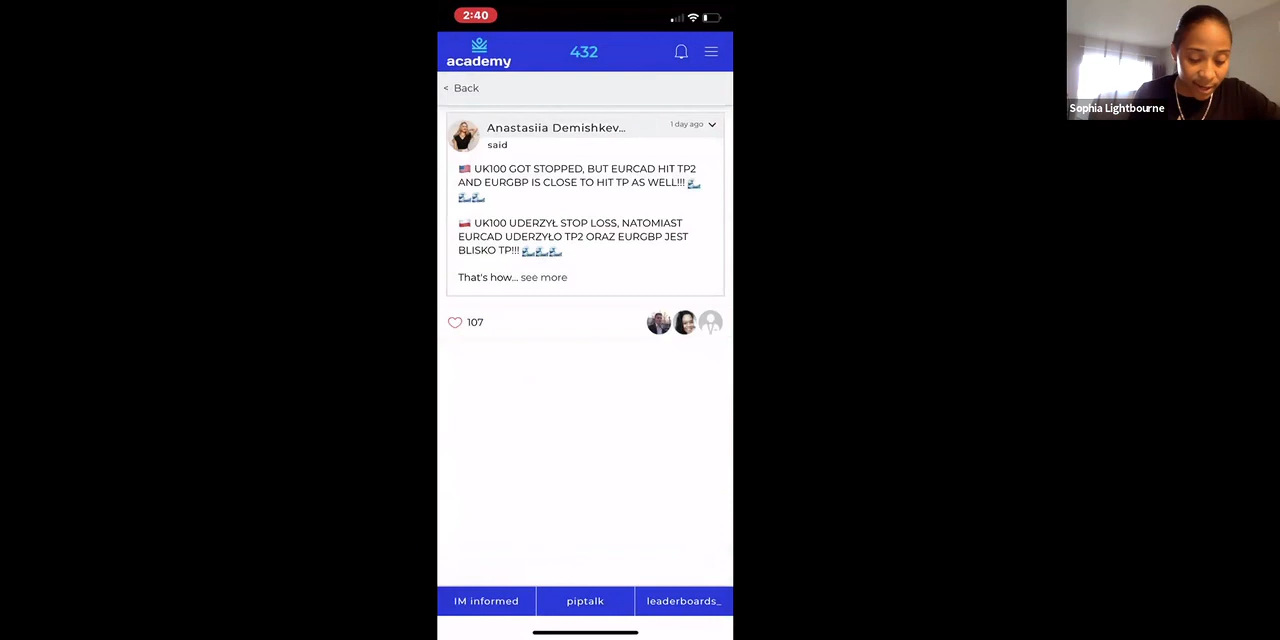 2:40
academy
432
< Back
Anastasiia Demishkev...
1 day ago
said
🇺🇸 UK100 GOT STOPPED, BUT EURCAD HIT TP2
AND EURGBP IS CLOSE TO HIT TP AS WELL!!! 🌊
🌊🌊
🇵🇱 UK100 UDERZYŁ STOP LOSS, NATOMIAST
EURCAD UDERZYŁO TP2 ORAZ EURGBP JEST
BLISKO TP!!! 🌊🌊🌊
That's how... see more
107
IM informed
piptalk
leaderboards_
Sophia Lightbourne